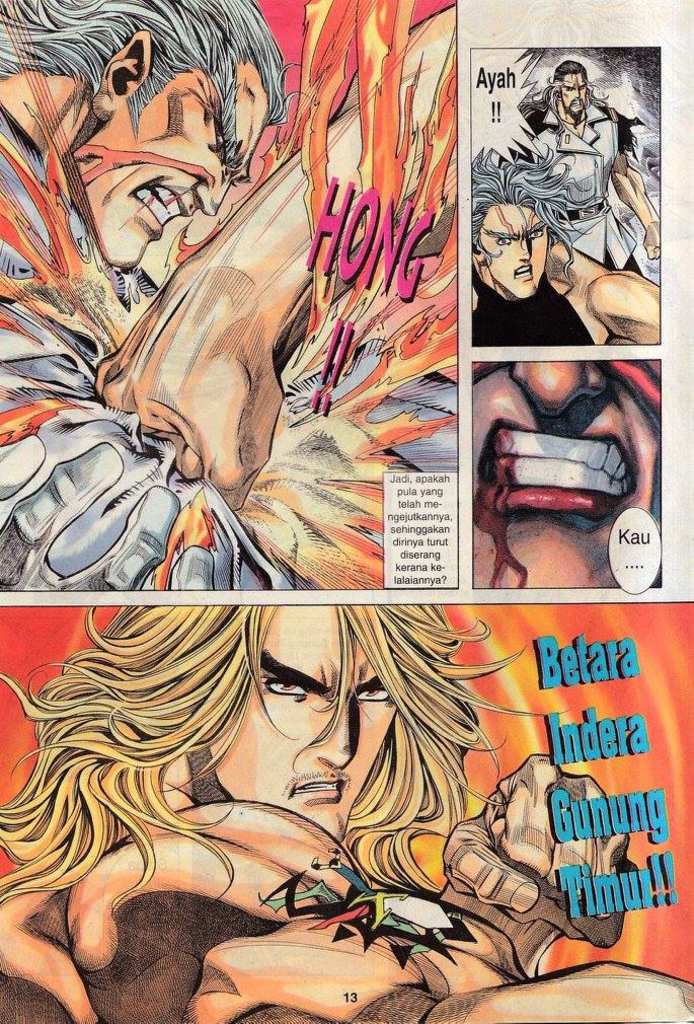 HONG
!!
Jadi, apakah
pula yang
telah me-
ngejutkannya,
sehinggakan
dirinya turut
diserang
kerana ke-
lalaiannya?
Ayah
!!
Kau
....
Betara
Indera
Gunung
Timur!!
13